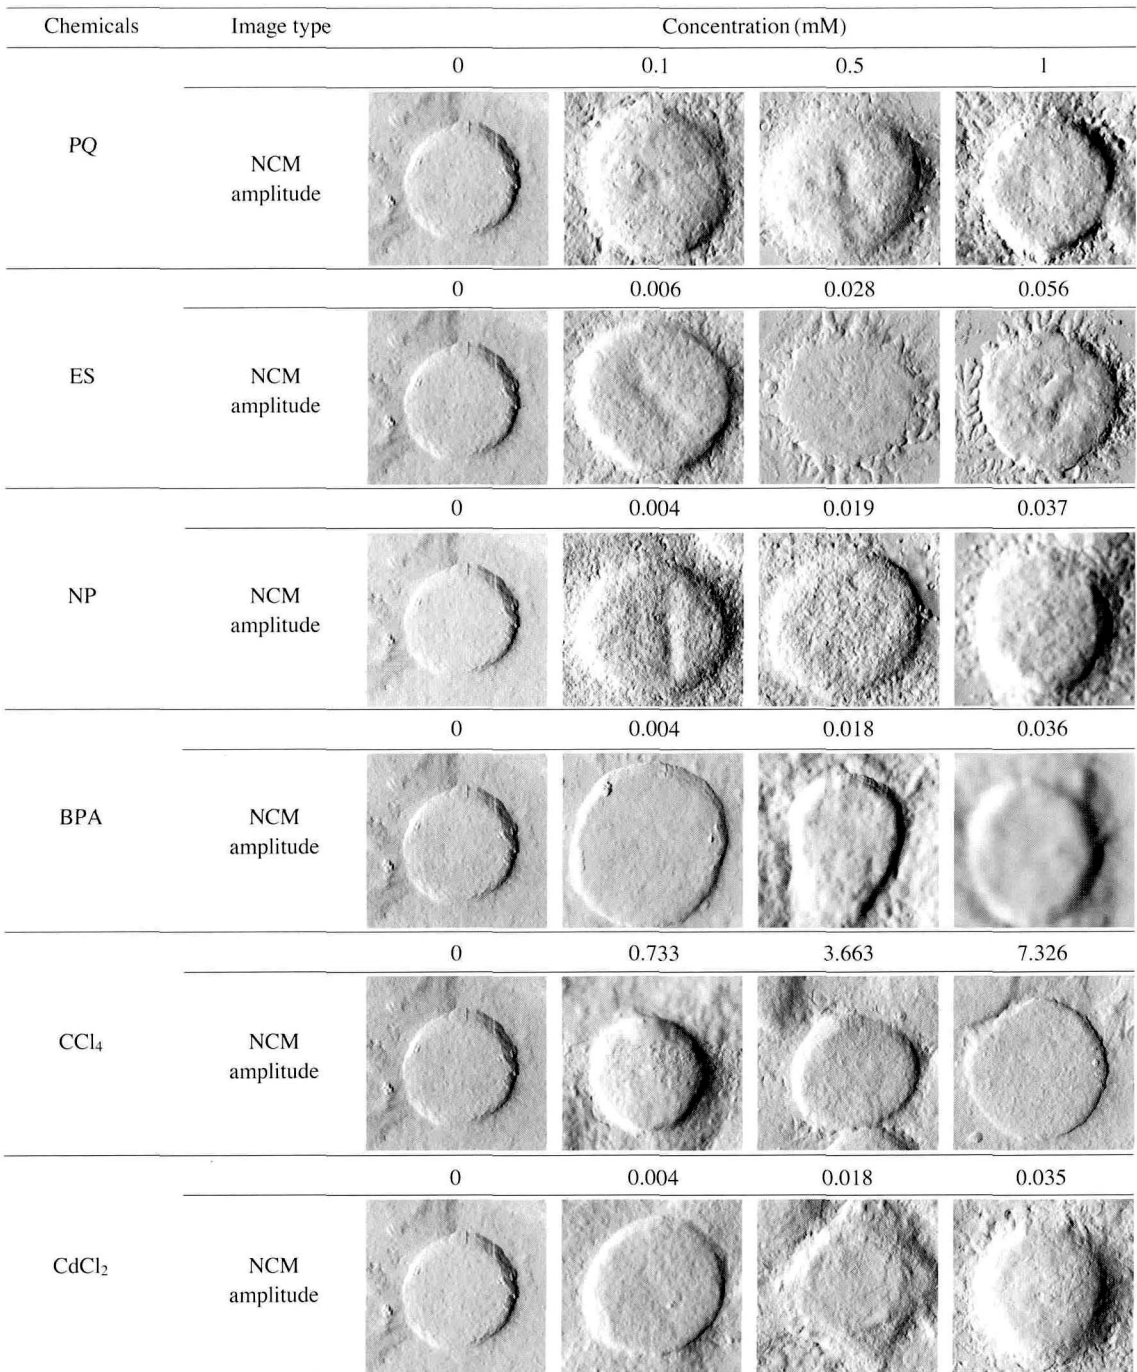 Chemicals Image type Concentration (mM)
0 0.1 0.5 1
PQ NCM
amplitude
0 0.006 0.028 0.056
ES NCM
amplitude
0 0.004 0.019 0.037
NP NCM
amplitude
0 0.004 0.018 0.036
BPA NCM
amplitude
0 0.733 3.663 7.326
CCl₄ NCM
amplitude
0 0.004 0.018 0.035
CdCl₂ NCM
amplitude